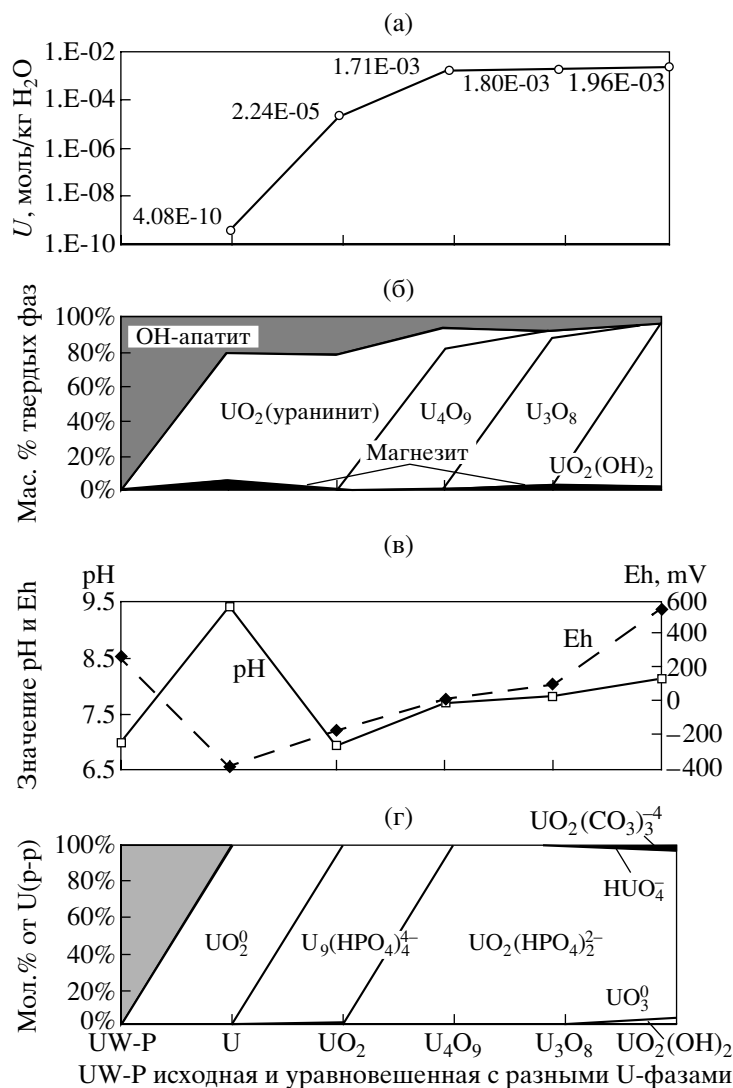 (а)
U, моль/кг H₂O
1.E-02
1.E-04
1.E-06
1.E-08
1.E-10
4.08E-10
2.24E-05
1.71E-03
1.80E-03
1.96E-03
(б)
Мас. % твердых фаз
100%
80%
60%
40%
20%
0%
OH-апатит
UO₂(уранинит)
U₄O₉
U₃O₈
Магнезит
UO₂(OH)₂
(в)
Значение pH и Eh
pH
Eh, mV
9.5
8.5
7.5
6.5
600
400
200
0
−200
−400
pH
Eh
(г)
Мол.% от U(р-р)
100%
80%
60%
40%
20%
0%
UO₂(CO₃)₃⁻⁴
HUO₄⁻
UO₂⁰
U₉(HPO₄)₄⁴⁻
UO₂(HPO₄)₂²⁻
UO₃⁰
UW-P U UO₂ U₄O₉ U₃O₈ UO₂(OH)₂
UW-P исходная и уравновешенная с разными U-фазами